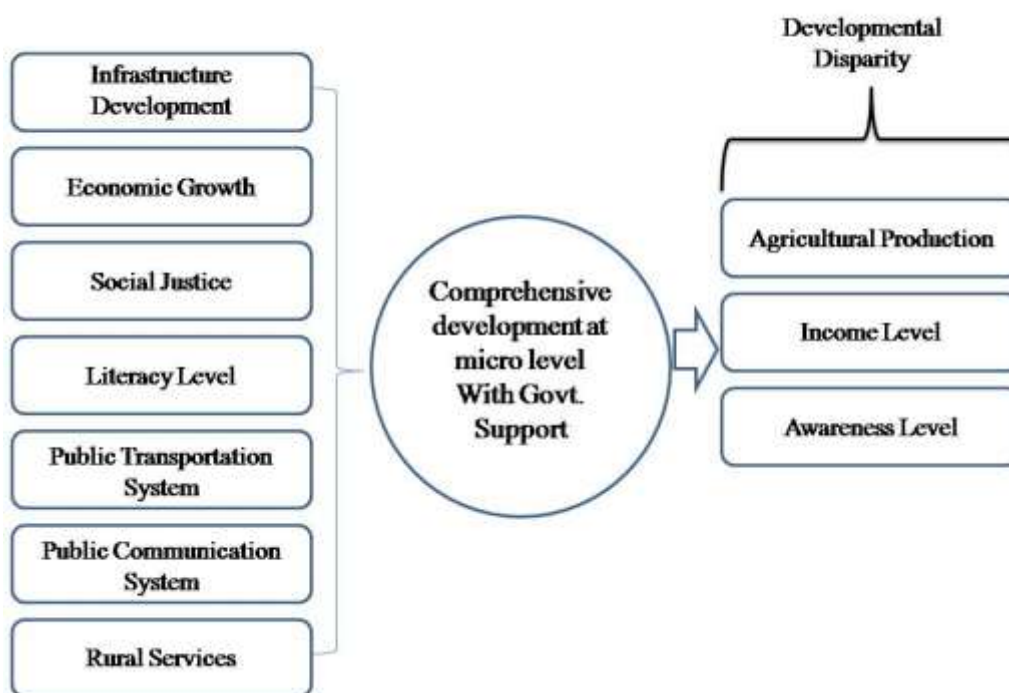 Infrastructure
Development
Economic Growth
Social Justice
Literacy Level
Public Transportation
System
Public Communication
System
Rural Services
Comprehensive
development at
micro level
With Govt.
Support
Developmental
Disparity
Agricultural Production
Income Level
Awareness Level